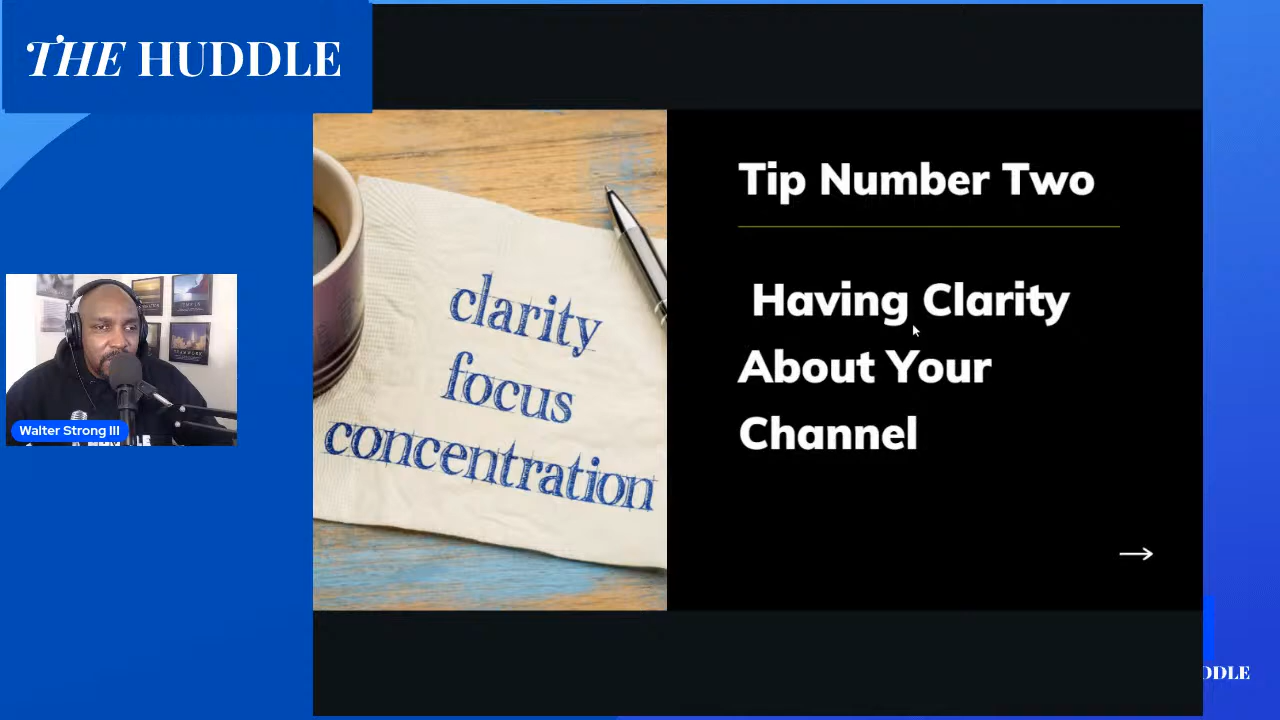 THE HUDDLE
Tip Number Two
Having Clarity
About Your
Channel
clarity
focus
concentration
Walter Strong III
DDLE